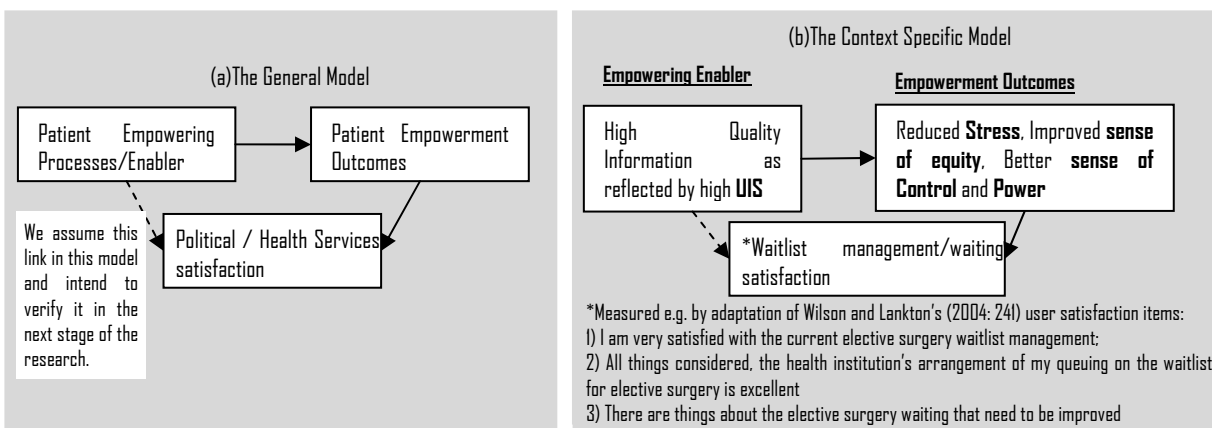 (a)The General Model
Patient Empowering
Processes/Enabler
Patient Empowerment
Outcomes
We assume this
link in this model
and intend to
verify it in the
next stage of the
research.
Political / Health Services
satisfaction
(b)The Context Specific Model
Empowering Enabler
Empowerment Outcomes
High Quality
Information as
reflected by high UIS
Reduced Stress, Improved sense
of equity, Better sense of
Control and Power
*Waitlist management/waiting
satisfaction
*Measured e.g. by adaptation of Wilson and Lankton's (2004: 241) user satisfaction items:
1) I am very satisfied with the current elective surgery waitlist management;
2) All things considered, the health institution's arrangement of my queuing on the waitlist
for elective surgery is excellent
3) There are things about the elective surgery waiting that need to be improved